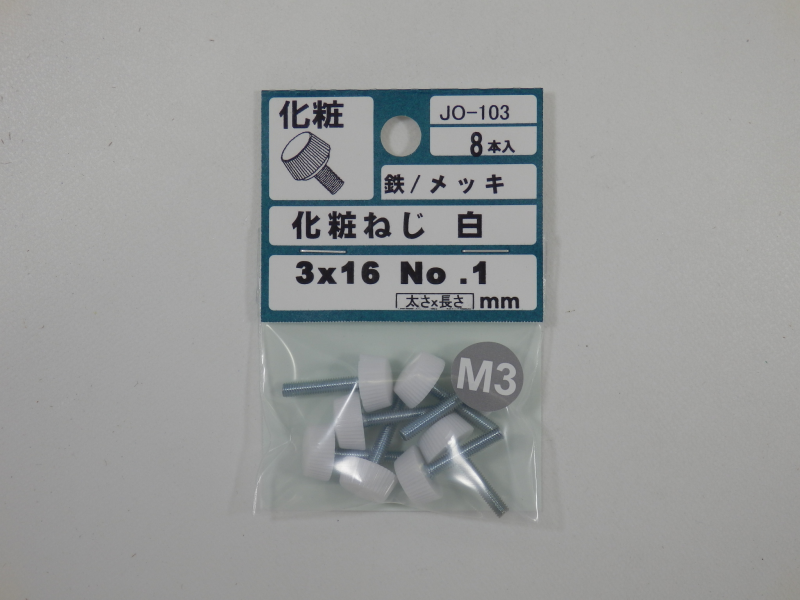 化粧
JO-103
8本入
鉄/メッキ
化粧ねじ 白
3x16 No.1
太さx長さ mm
M3